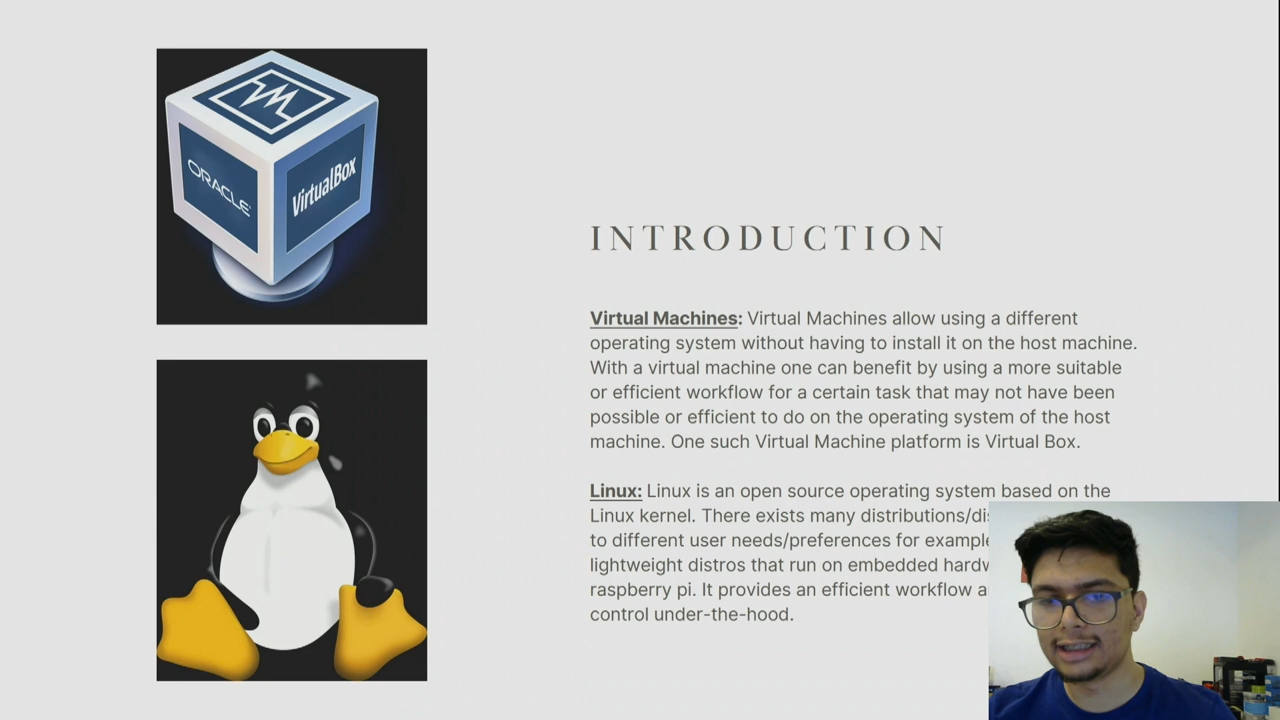 ORACLE
VirtualBox
INTRODUCTION
Virtual Machines: Virtual Machines allow using a different
operating system without having to install it on the host machine.
With a virtual machine one can benefit by using a more suitable
or efficient workflow for a certain task that may not have been
possible or efficient to do on the operating system of the host
machine. One such Virtual Machine platform is Virtual Box.
Linux: Linux is an open source operating system based on the
Linux kernel. There exists many
to different user needs/preferences for
lightweight distros that run on embedded
raspberry pi. It provides an efficient workflow
control under-the-hood.